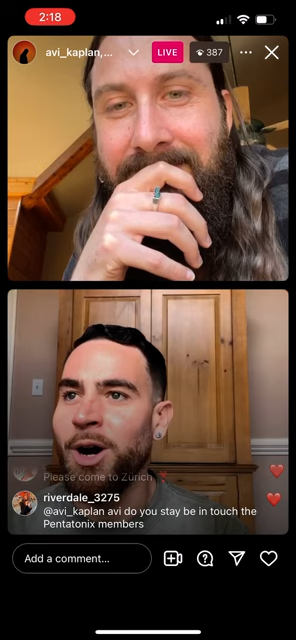 2:18
avi_kaplan,...
LIVE
387
Please come to Zürich
riverdale_3275
@avi_kaplan avi do you stay be in touch the
Pentatonix members
Add a comment...